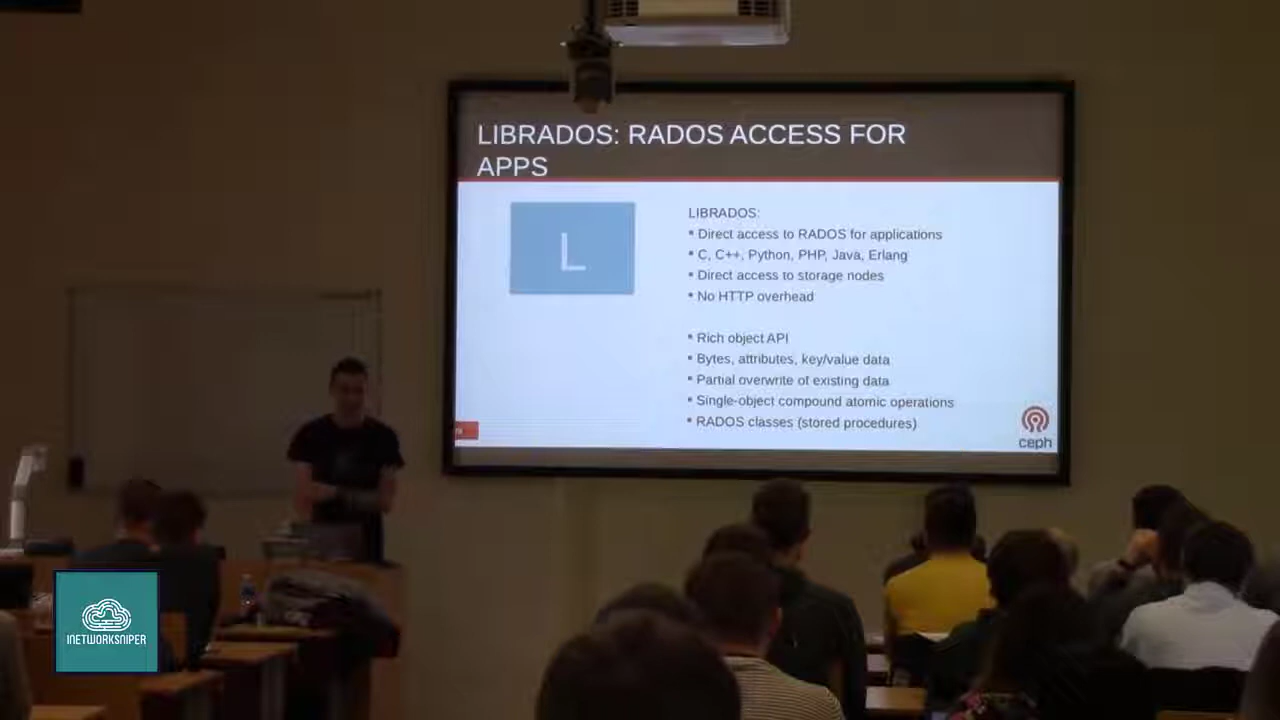 LIBRADOS: RADOS ACCESS FOR
APPS
L
LIBRADOS:
▪ Direct access to RADOS for applications
▪ C, C++, Python, PHP, Java, Erlang
▪ Direct access to storage nodes
▪ No HTTP overhead
▪ Rich object API
▪ Bytes, attributes, key/value data
▪ Partial overwrite of existing data
▪ Single-object compound atomic operations
▪ RADOS classes (stored procedures)
ceph
INETWORKSNIPER